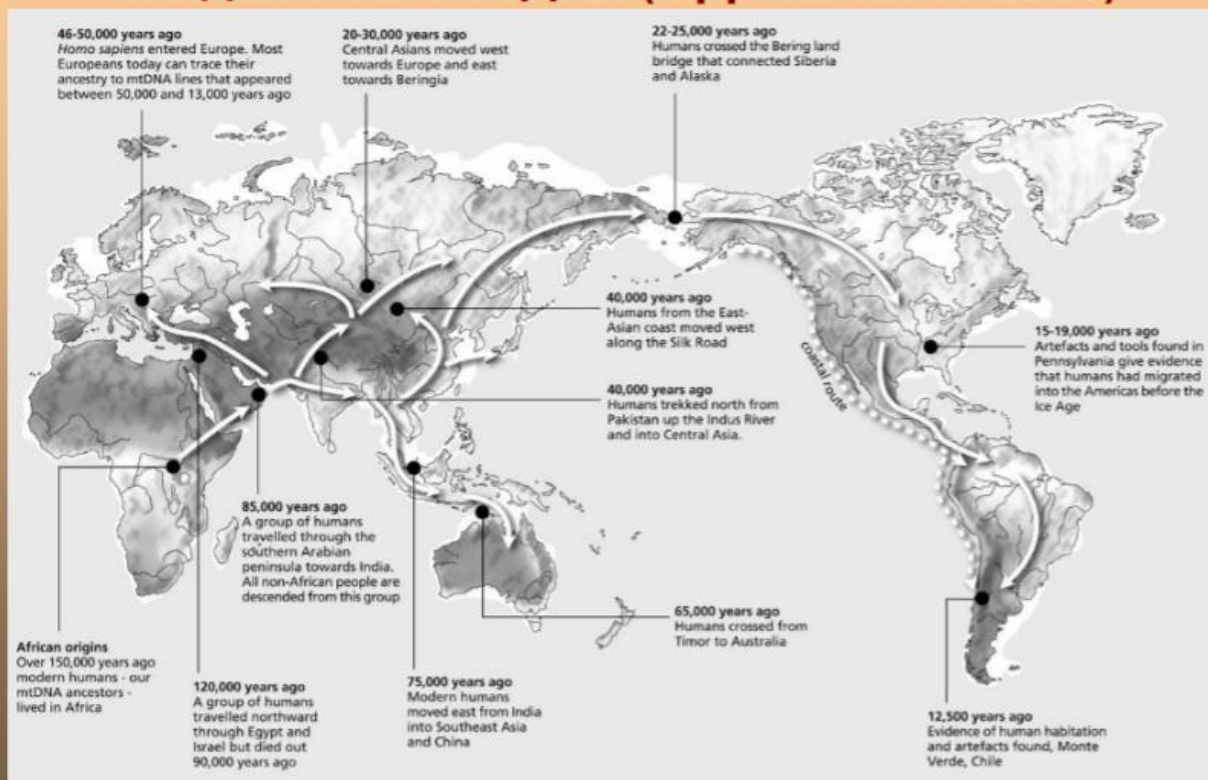 46-50,000 years ago
Homo sapiens entered Europe. Most
Europeans today can trace their
ancestry to mtDNA lines that appeared
between 50,000 and 13,000 years ago
20-30,000 years ago
Central Asians moved west
towards Europe and east
towards Beringia
22-25,000 years ago
Humans crossed the Bering land
bridge that connected Siberia
and Alaska
40,000 years ago
Humans from the East-
Asian coast moved west
along the Silk Road
15-19,000 years ago
Artefacts and tools found in
Pennsylvania give evidence
that humans had migrated
into the Americas before the
Ice Age
coastal route
40,000 years ago
Humans trekked north from
Pakistan up the Indus River
and into Central Asia.
85,000 years ago
A group of humans
travelled through the
southern Arabian
peninsula towards India.
All non-African people are
descended from this group
65,000 years ago
Humans crossed from
Timor to Australia
African origins
Over 150,000 years ago
modern humans - our
mtDNA ancestors -
lived in Africa
120,000 years ago
A group of humans
travelled northward
through Egypt and
Israel but died out
90,000 years ago
75,000 years ago
Modern humans
moved east from India
into Southeast Asia
and China
12,500 years ago
Evidence of human habitation
and artefacts found, Monte
Verde, Chile